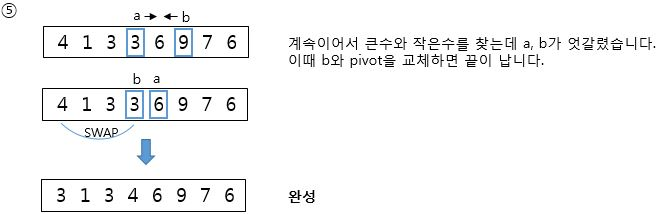 ⑤
a b
4 1 3 3 6 9 7 6
계속이어서 큰수와 작은수를 찾는데 a, b가 엇갈렸습니다.
이때 b와 pivot을 교체하면 끝이 납니다.
b a
4 1 3 3 6 9 7 6
SWAP
3 1 3 4 6 9 7 6
완성